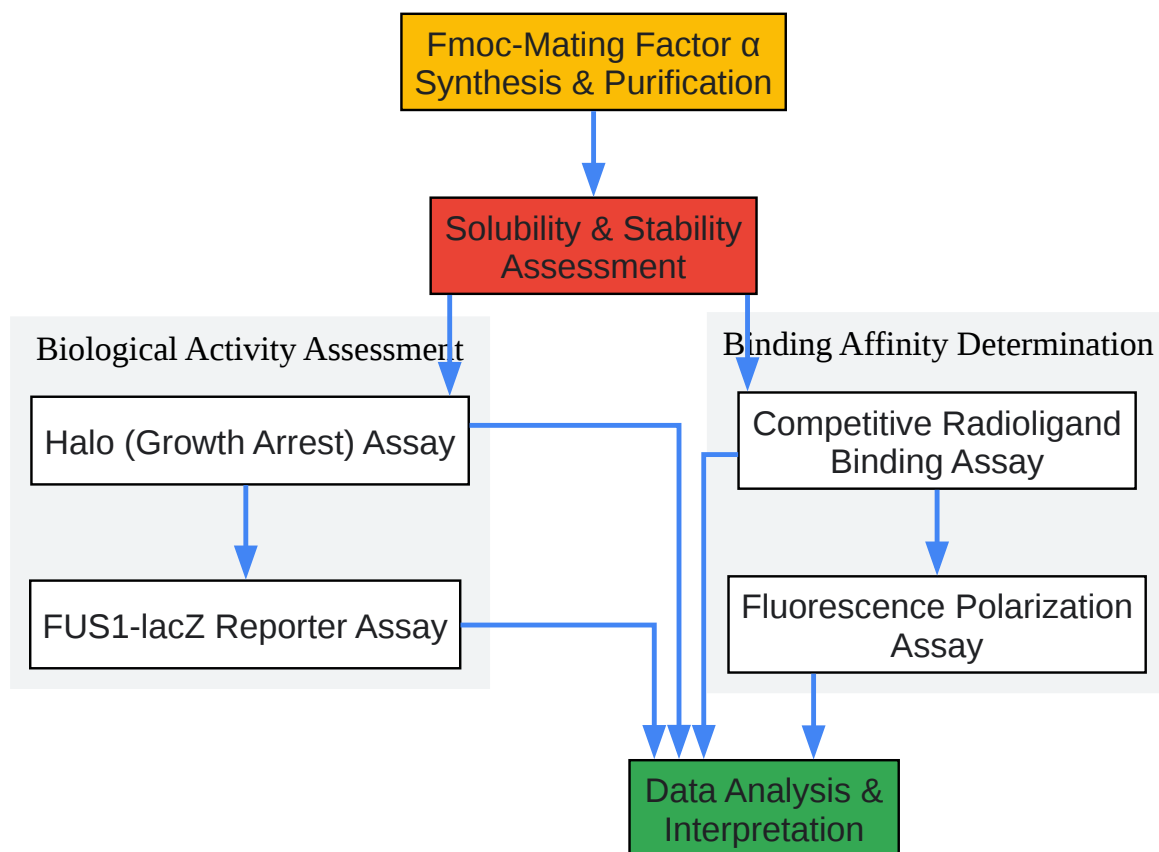 Fmoc-Mating Factor α
Synthesis & Purification
Solubility & Stability
Assessment
Biological Activity Assessment
Halo (Growth Arrest) Assay
FUS1-lacZ Reporter Assay
Binding Affinity Determination
Competitive Radioligand
Binding Assay
Fluorescence Polarization
Assay
Data Analysis &
Interpretation